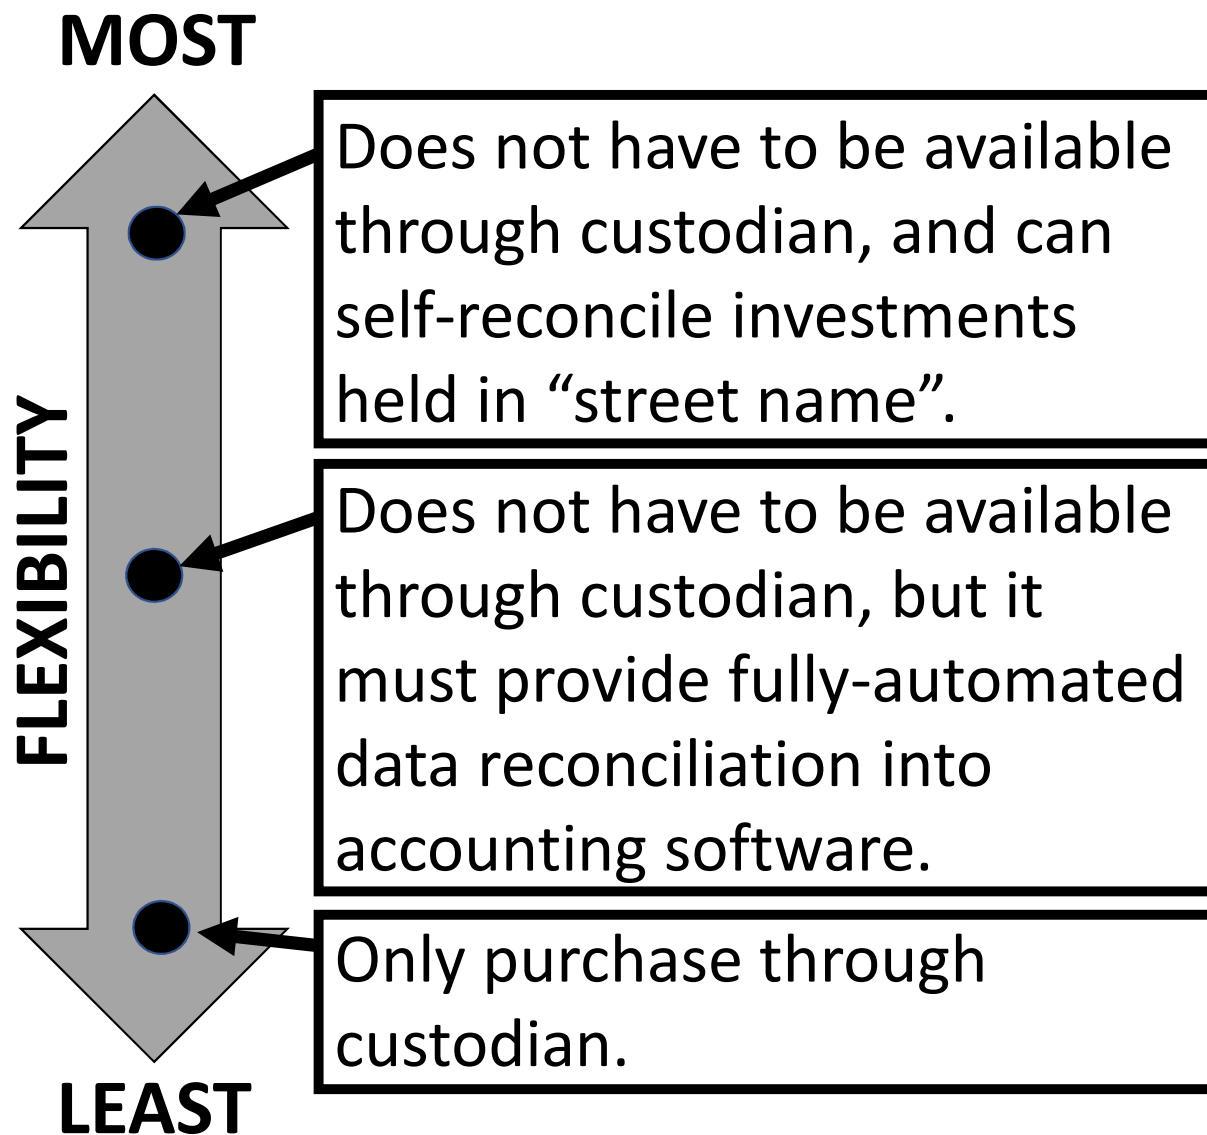 MOST
Does not have to be available
through custodian, and can
self-reconcile investments
held in “street name”.
FLEXIBILITY
Does not have to be available
through custodian, but it
must provide fully-automated
data reconciliation into
accounting software.
Only purchase through
custodian.
LEAST